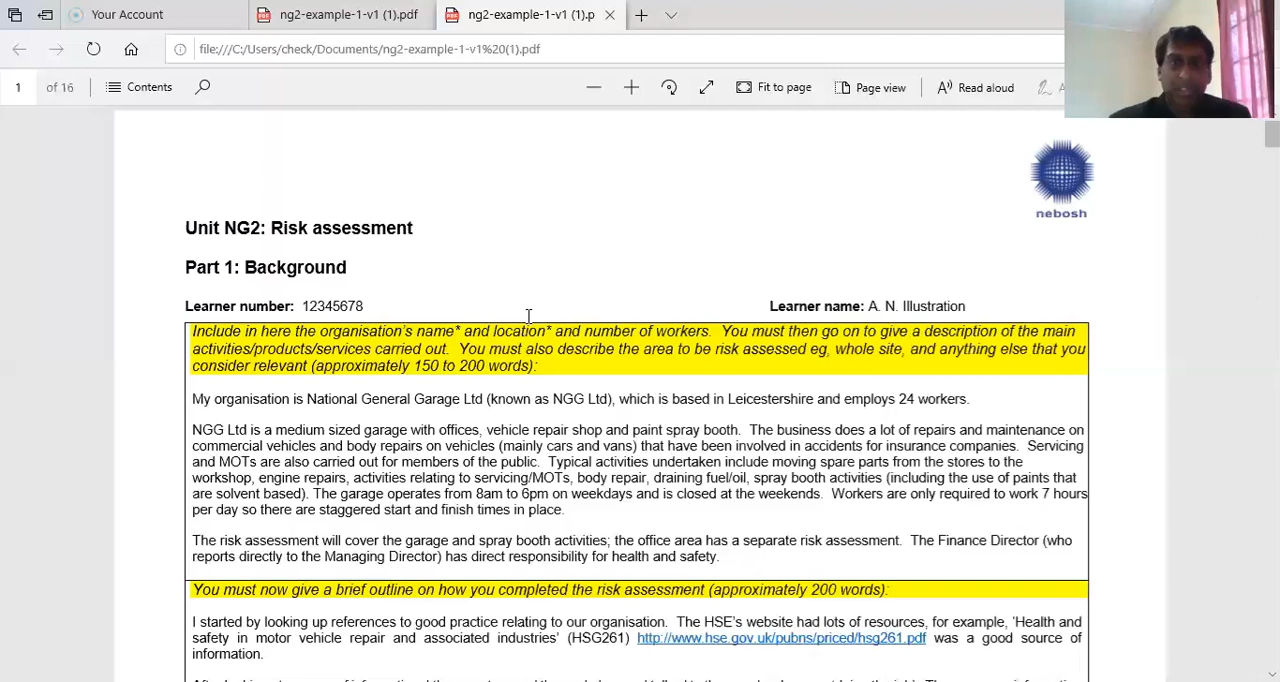 Your Account
ng2-example-1-v1 (1).pdf
ng2-example-1-v1 (1).p
file:///C:/Users/check/Documents/ng2-example-1-v1%20(1).pdf
1 of 16 Contents Fit to page Page view Read aloud
nebosh
Unit NG2: Risk assessment
Part 1: Background
Learner number: 12345678 Learner name: A. N. Illustration
Include in here the organisation's name* and location* and number of workers. You must then go on to give a description of the main
activities/products/services carried out. You must also describe the area to be risk assessed eg, whole site, and anything else that you
consider relevant (approximately 150 to 200 words):
My organisation is National General Garage Ltd (known as NGG Ltd), which is based in Leicestershire and employs 24 workers.
NGG Ltd is a medium sized garage with offices, vehicle repair shop and paint spray booth. The business does a lot of repairs and maintenance on
commercial vehicles and body repairs on vehicles (mainly cars and vans) that have been involved in accidents for insurance companies. Servicing
and MOTs are also carried out for members of the public. Typical activities undertaken include moving spare parts from the stores to the
workshop, engine repairs, activities relating to servicing/MOTs, body repair, draining fuel/oil, spray booth activities (including the use of paints that
are solvent based). The garage operates from 8am to 6pm on weekdays and is closed at the weekends. Workers are only required to work 7 hours
per day so there are staggered start and finish times in place.
The risk assessment will cover the garage and spray booth activities; the office area has a separate risk assessment. The Finance Director (who
reports directly to the Managing Director) has direct responsibility for health and safety.
You must now give a brief outline on how you completed the risk assessment (approximately 200 words):
I started by looking up references to good practice relating to our organisation. The HSE's website had lots of resources, for example, 'Health and
safety in motor vehicle repair and associated industries' (HSG261) http://www.hse.gov.uk/pubns/priced/hsg261.pdf was a good source of
information.